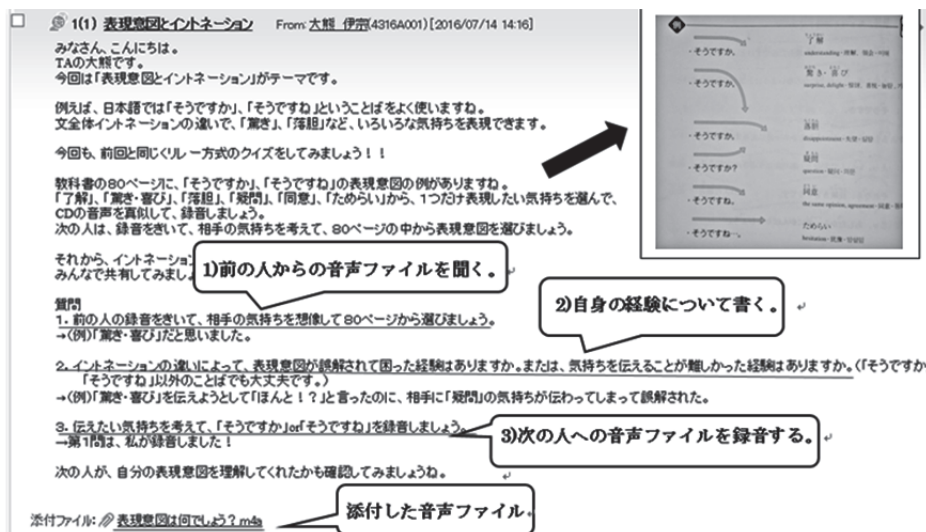 1(1) 表現意図とイントネーション From: 大熊 伊宗(4316A001) [2016/07/14 14:16]
みなさん、こんにちは。
TAの大熊です。
今回は「表現意図とイントネーション」がテーマです。
例えば、日本語では「そうですか」、「そうですね」ということばをよく使いますね。
文全体イントネーションの違いで、「驚き」、「落胆」など、いろいろな気持ちを表現できます。
今回も、前回と同じくリレー方式のクイズをしてみましょう！！
教科書の80ページに、「そうですか」、「そうですね」の表現意図の例がありますね。
「了解」、「驚き・喜び」、「落胆」、「疑問」、「同意」、「ためらい」から、1つだけ表現したい気持ちを選んで、
CDの音声を真似して、録音しましょう。
次の人は、録音をきいて、相手の気持ちを考えて、80ページの中から表現意図を選びましょう。
それから、イントネーション
みんなで共有してみまし
1)前の人からの音声ファイルを聞く。
質問
1. 前の人の録音をきいて、相手の気持ちを想像して80ページから選びましょう。
→(例)「驚き・喜び」だと思いました。
2)自身の経験について書く。
2. イントネーションの違いによって、表現意図が誤解されて困った経験はありますか。または、気持ちを伝えることが難しかった経験はありますか。(「そうですか
「そうですね」以外のことばでも大丈夫です。)
→(例)「驚き・喜び」を伝えようとして「ほんと！？」と言ったのに、相手に「疑問」の気持ちが伝わってしまって誤解された。
3. 伝えたい気持ちを考えて、「そうですか」or「そうですね」を録音しましょう。
→第1問は、私が録音しました！
3)次の人への音声ファイルを録音する。
次の人が、自分の表現意図を理解してくれたかも確認してみましょうね。
添付ファイル: 表現意図は何でしょう？.m4a
添付した音声ファイル
例
・そうですか。 了解
understanding
・そうですか。 驚き・喜び
surprise, delight
・そうですか。 落胆
disappointment
・そうですか？ 疑問
question
・そうですね。 同意
the same opinion, agreement
・そうですねー。 ためらい
hesitation